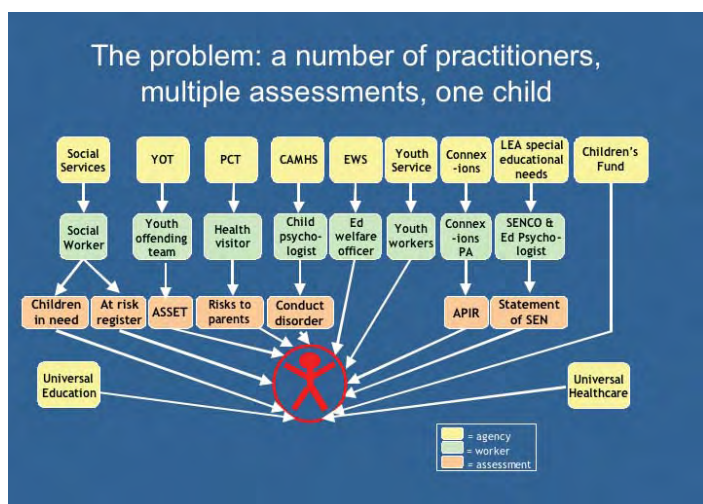 The problem: a number of practitioners,
multiple assessments, one child
Social
Services
YOT
PCT
CAMHS
EWS
Youth
Service
Connex
-ions
LEA special
educational
needs
Children's
Fund
Social
Worker
Youth
offending
team
Health
visitor
Child
psycho-
logist
Ed
welfare
officer
Youth
workers
Connex
-ions
PA
SENCO &
Ed Psycho-
logist
Children
in need
At risk
register
ASSET
Risks to
parents
Conduct
disorder
APIR
Statement
of SEN
Universal
Education
Universal
Healthcare
= agency
= worker
= assessment